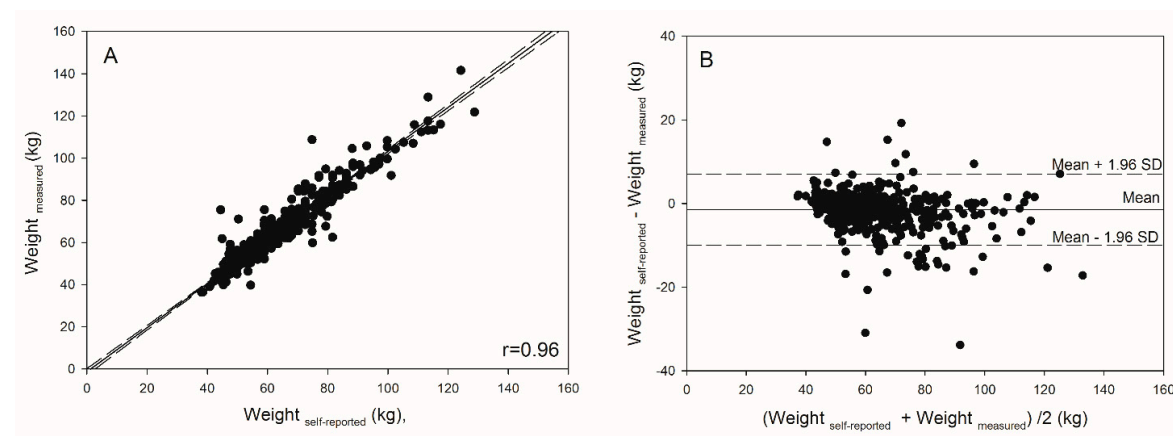 A
160
140
120
100
80
60
40
20
0
Weight measured (kg)
r=0.96
0 20 40 60 80 100 120 140 160
Weight self-reported (kg),
B
40
20
0
-20
-40
Weight self-reported - Weight measured (kg)
Mean + 1.96 SD
Mean
Mean - 1.96 SD
0 20 40 60 80 100 120 140 160
(Weight self-reported + Weight measured) /2 (kg)